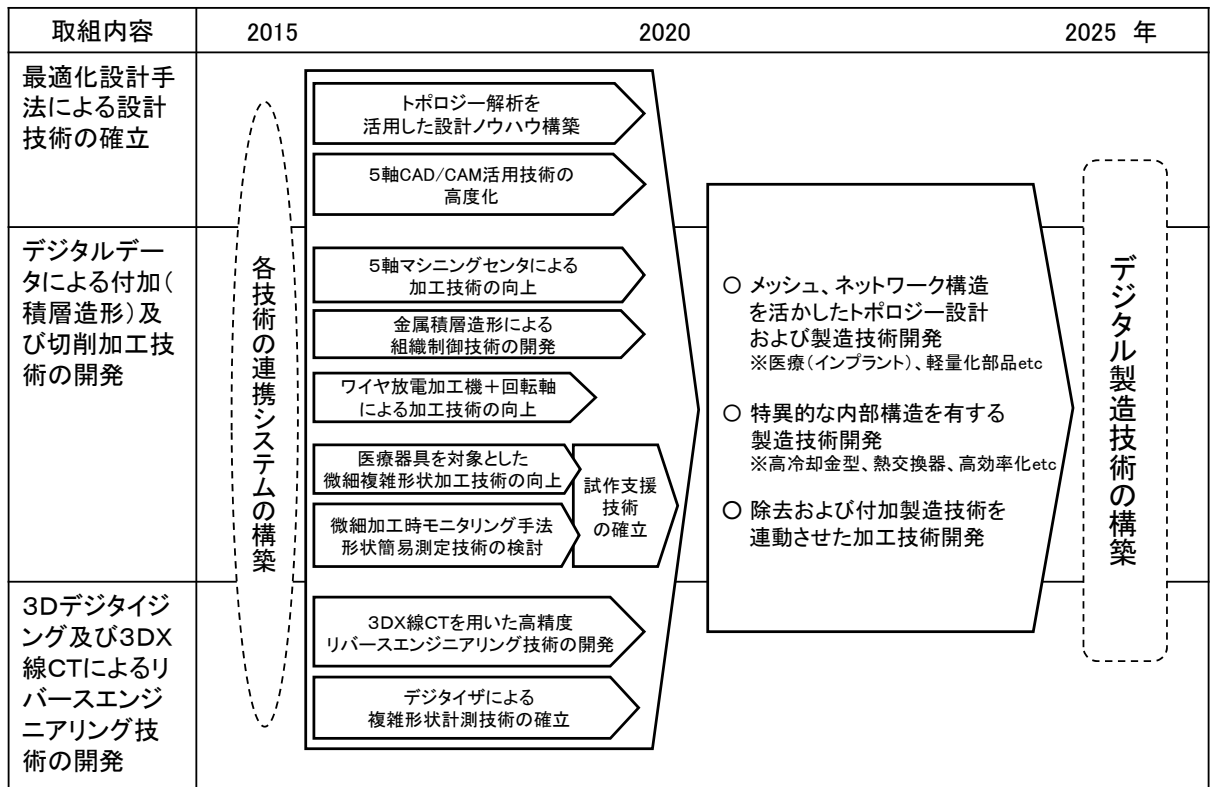 取組内容
2015
2020
2025 年
最適化設計手
法による設計
技術の確立
デジタルデー
タによる付加(
積層造形)及
び切削加工技
術の開発
3Dデジタイジ
ング及び3DX
線CTによるリ
バースエンジ
ニアリング技
術の開発
各技術の連携システムの構築
トポロジー解析を
活用した設計ノウハウ構築
5軸CAD/CAM活用技術の
高度化
5軸マシニングセンタによる
加工技術の向上
金属積層造形による
組織制御技術の開発
ワイヤ放電加工機+回転軸
による加工技術の向上
医療器具を対象とした
微細複雑形状加工技術の向上
微細加工時モニタリング手法
形状簡易測定技術の検討
試作支援
技術
の確立
3DX線CTを用いた高精度
リバースエンジニアリング技術の開発
デジタイザによる
複雑形状計測技術の確立
○ メッシュ、ネットワーク構造
を活かしたトポロジー設計
および製造技術開発
※医療(インプラント)、軽量化部品etc
○ 特異的な内部構造を有する
製造技術開発
※高冷却金型、熱交換器、高効率化etc
○ 除去および付加製造技術を
連動させた加工技術開発
デジタル製造技術の構築